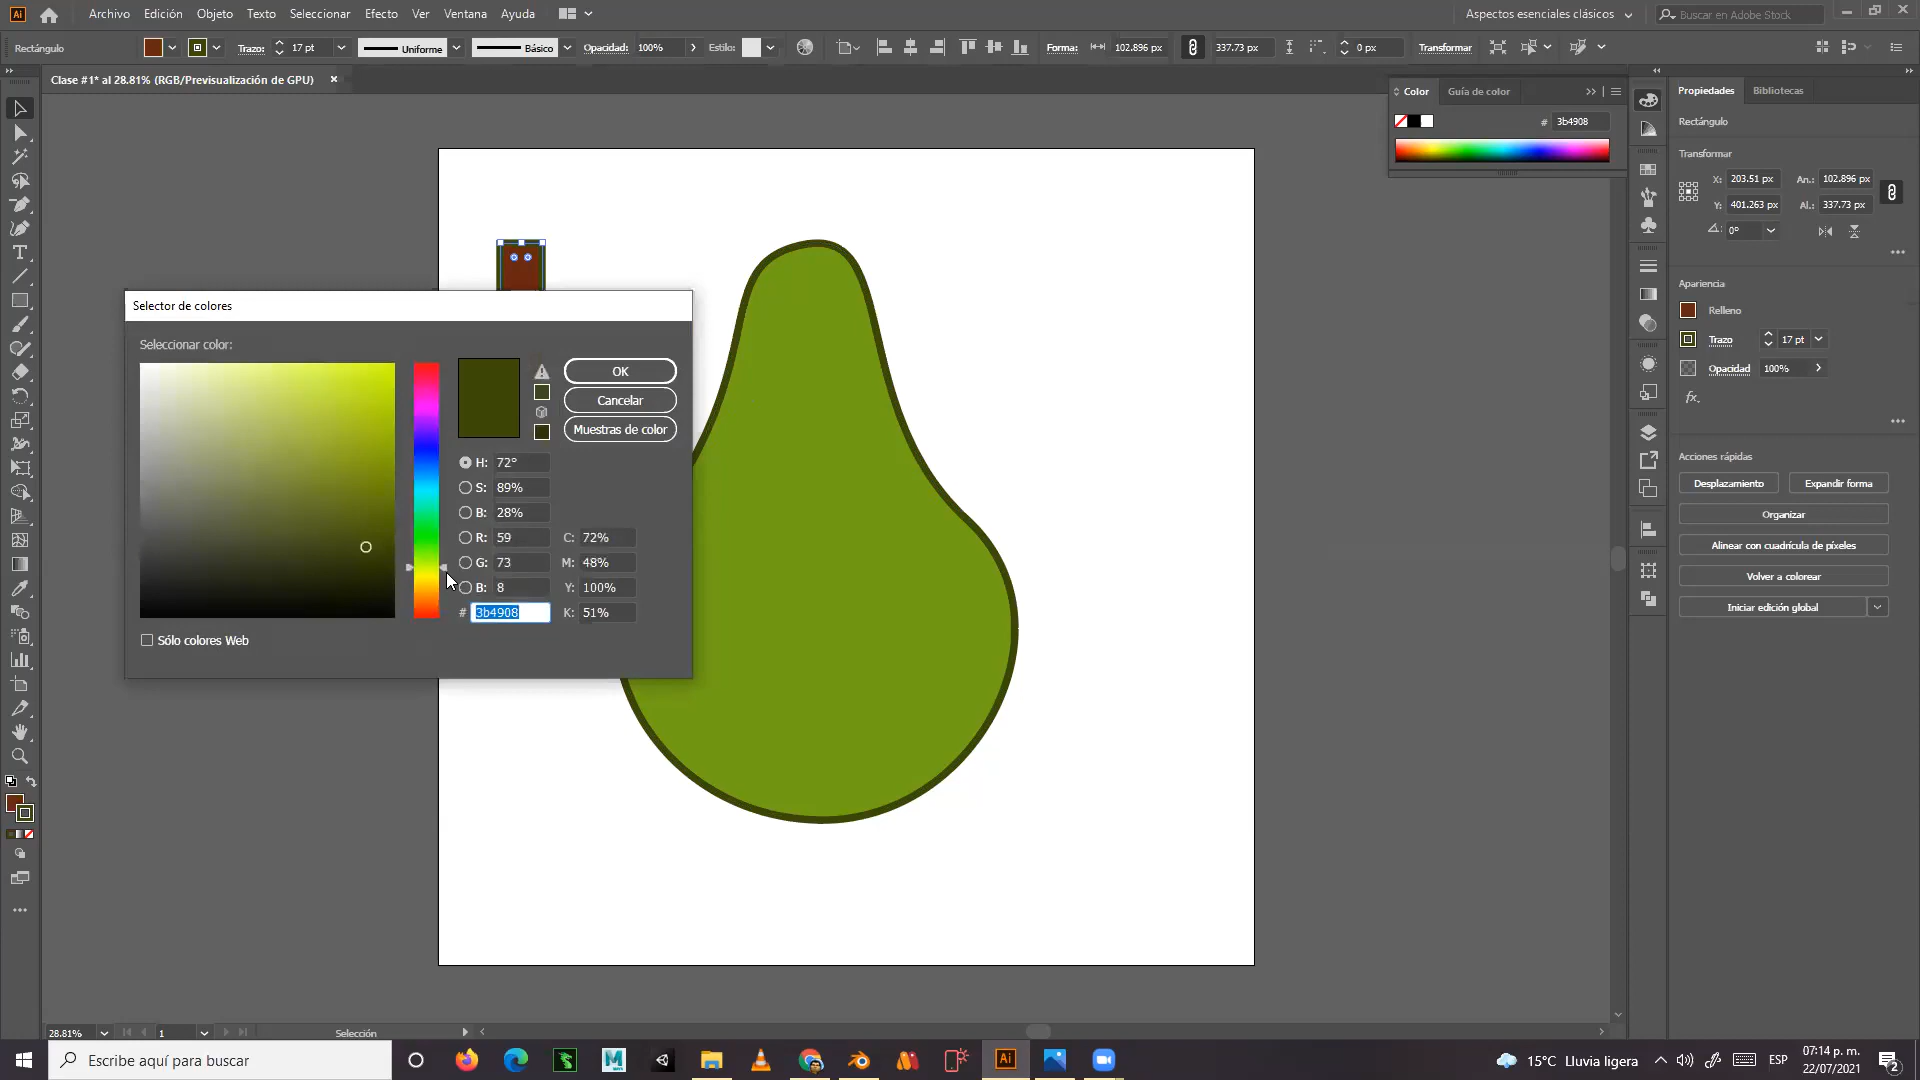 Ai Archivo Edición Objeto Texto Seleccionar Efecto Ver Ventana Ayuda Aspectos esenciales clásicos Buscar en Adobe Stock
Rectángulo Trazo: 17 pt Uniforme Básico Opacidad: 100% Estilo: Forma: 102.896 px 337.73 px 0 px Transformar
Clase #1* al 28.81% (RGB/Previsualización de GPU)
Color Guía de color
# 3b4908
Propiedades Bibliotecas
Rectángulo
Transformar
X: 203.51 px An.: 102.896 px
Y: 401.263 px Al.: 337.73 px
0°
Apariencia
Relleno
Trazo 17 pt
Opacidad 100%
fx.
Acciones rápidas
Desplazamiento Expandir forma
Organizar
Alinear con cuadrícula de píxeles
Volver a colorear
Iniciar edición global
Selector de colores
Seleccionar color:
OK
Cancelar
Muestras de color
H: 72°
S: 89%
B: 28%
R: 59 C: 72%
G: 73 M: 48%
B: 8 Y: 100%
# 3b4908 K: 51%
Sólo colores Web
28.81% 1 Selección
Escribe aquí para buscar
Ai
15°C Lluvia ligera
ESP
07:14 p. m.
22/07/2021
2